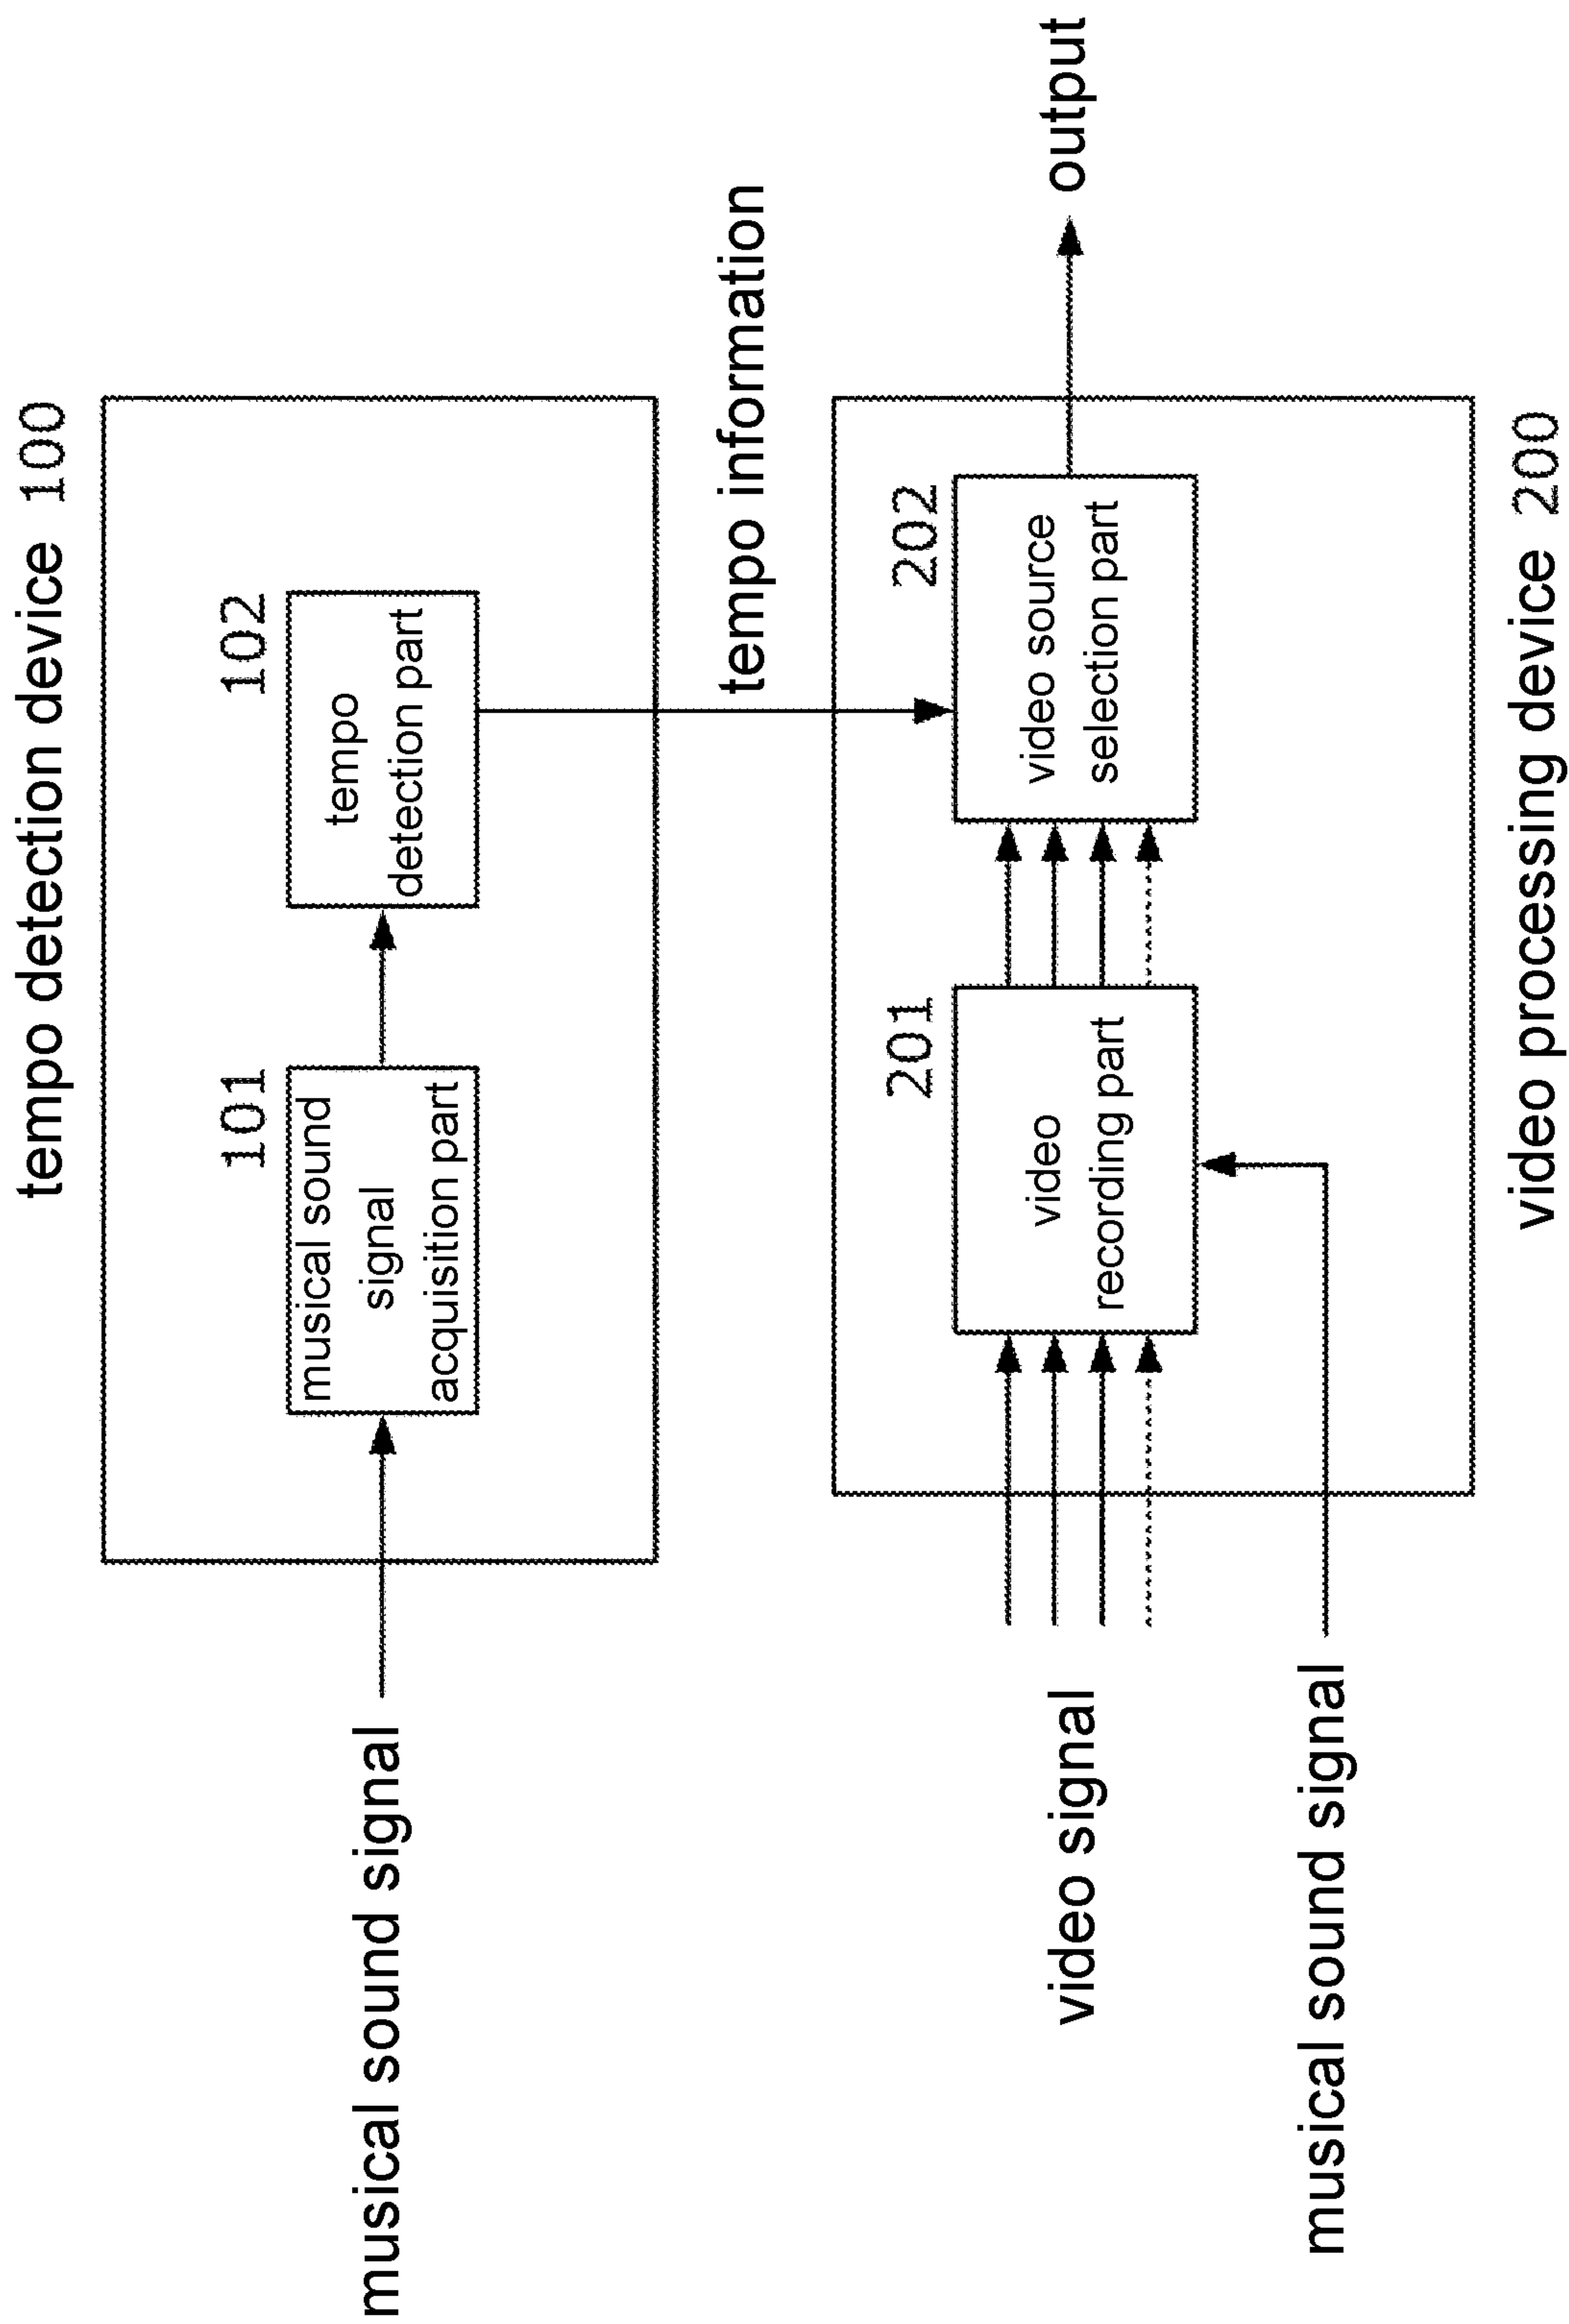 tempo detection device 100
101
102
musical sound signal
musical sound
signal
acquisition part
tempo
detection part
tempo information
201
202
video signal
video
recording part
video source
selection part
output
musical sound signal
video processing device 200